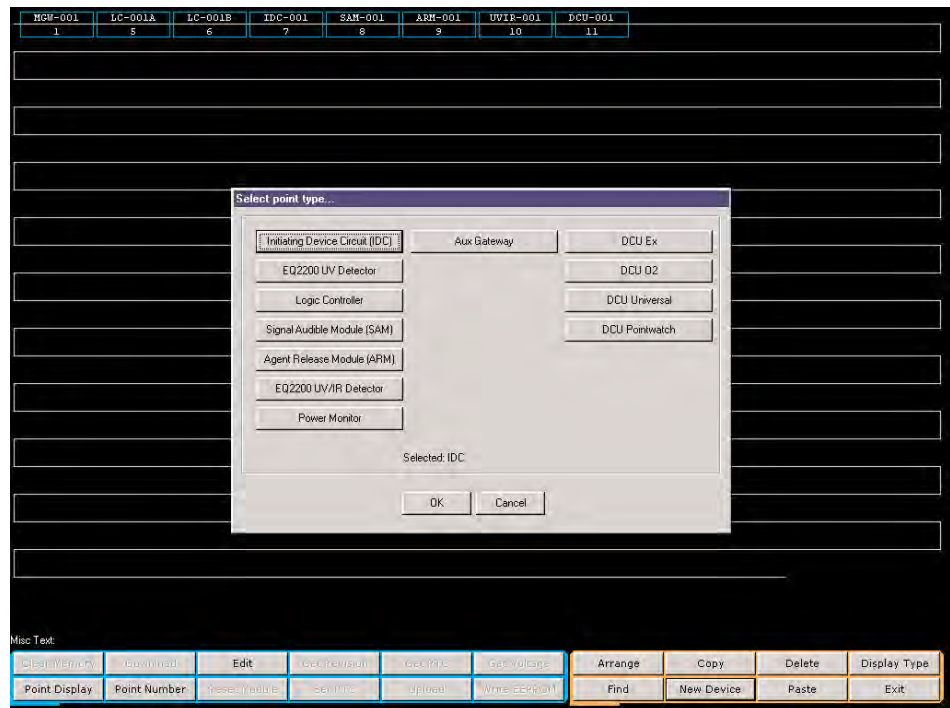 MGW-001 LC-001A LC-001B IDC-001 SAM-001 ARM-001 UVIR-001 DCU-001
1 5 6 7 8 9 10 11
Select point type...
Initiating Device Circuit (IDC) Aux Gateway DCU Ex
EQ2200 UV Detector DCU O2
Logic Controller DCU Universal
Signal Audible Module (SAM) DCU Pointwatch
Agent Release Module (ARM)
EQ2200 UV/IR Detector
Power Monitor
Selected: IDC
OK Cancel
Misc Text:
Clear Memory Download Edit Get Revision Get RTC Get Voltage Arrange Copy Delete Display Type
Point Display Point Number Reset Module Set RTC Upload Write EEPROM Find New Device Paste Exit